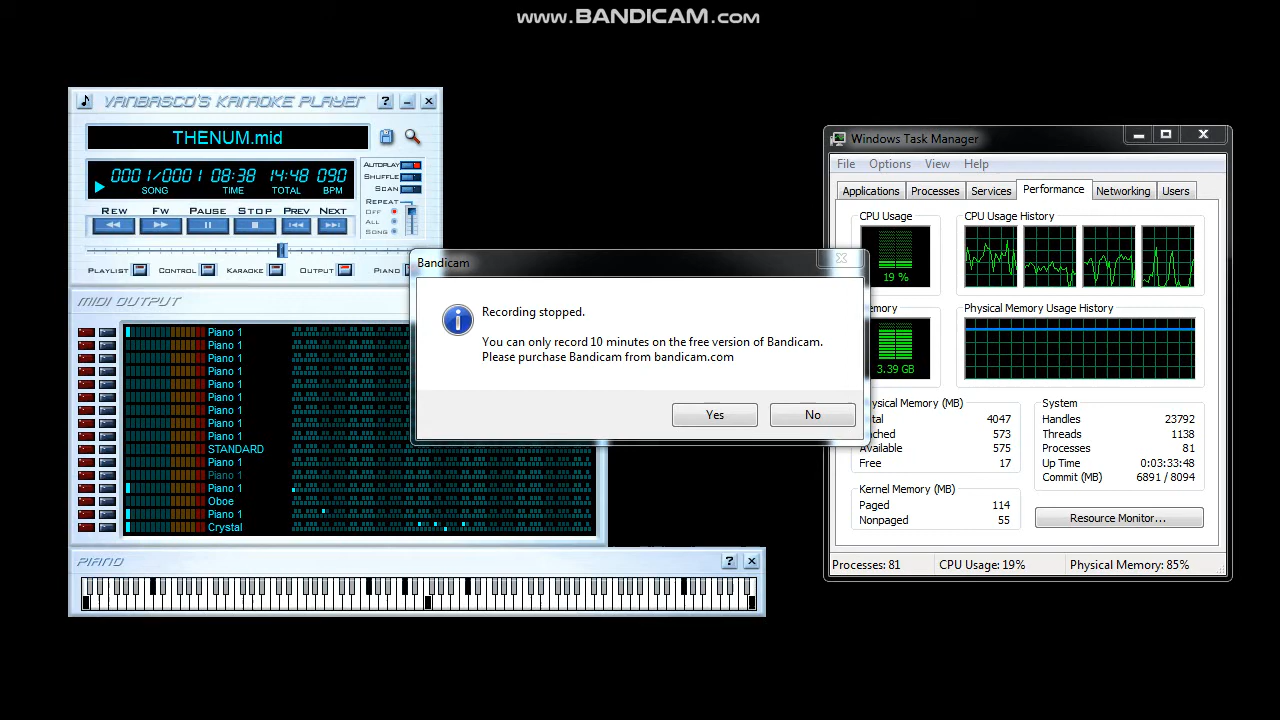 www.BANDICAM.com
VANBASCO'S KARAOKE PLAYER
?
THENUM.mid
0001/0001 08:38 14:48 090
SONG TIME TOTAL BPM
AUTOPLAY
SHUFFLE
SCAN
REPEAT
OFF
ALL
SONG
REW FW PAUSE STOP PREV NEXT
PLAYLIST CONTROL KARAOKE OUTPUT PIANO
MIDI OUTPUT
Piano 1
Piano 1
Piano 1
Piano 1
Piano 1
Piano 1
Piano 1
Piano 1
Piano 1
STANDARD
Piano 1
Piano 1
Piano 1
Oboe
Piano 1
Crystal
PIANO
?
Bandicam
Recording stopped.
You can only record 10 minutes on the free version of Bandicam.
Please purchase Bandicam from bandicam.com
Yes No
Windows Task Manager
File Options View Help
Applications Processes Services Performance Networking Users
CPU Usage CPU Usage History
19 %
emory Physical Memory Usage History
3.39 GB
ysical Memory (MB)
tal 4047
ched 573
Available 575
Free 17
Kernel Memory (MB)
Paged 114
Nonpaged 55
System
Handles 23792
Threads 1138
Processes 81
Up Time 0:03:33:48
Commit (MB) 6891 / 8094
Resource Monitor...
Processes: 81 CPU Usage: 19% Physical Memory: 85%